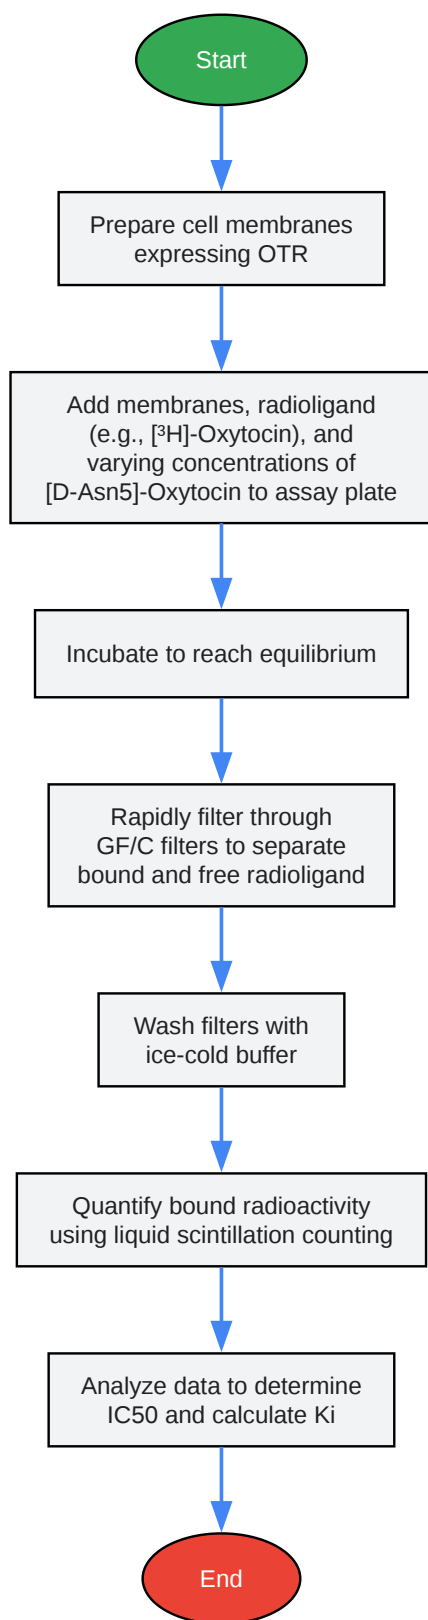 Start
Prepare cell membranes
expressing OTR
Add membranes, radioligand
(e.g., [³H]-Oxytocin), and
varying concentrations of
[D-Asn5]-Oxytocin to assay plate
Incubate to reach equilibrium
Rapidly filter through
GF/C filters to separate
bound and free radioligand
Wash filters with
ice-cold buffer
Quantify bound radioactivity
using liquid scintillation counting
Analyze data to determine
IC50 and calculate Ki
End